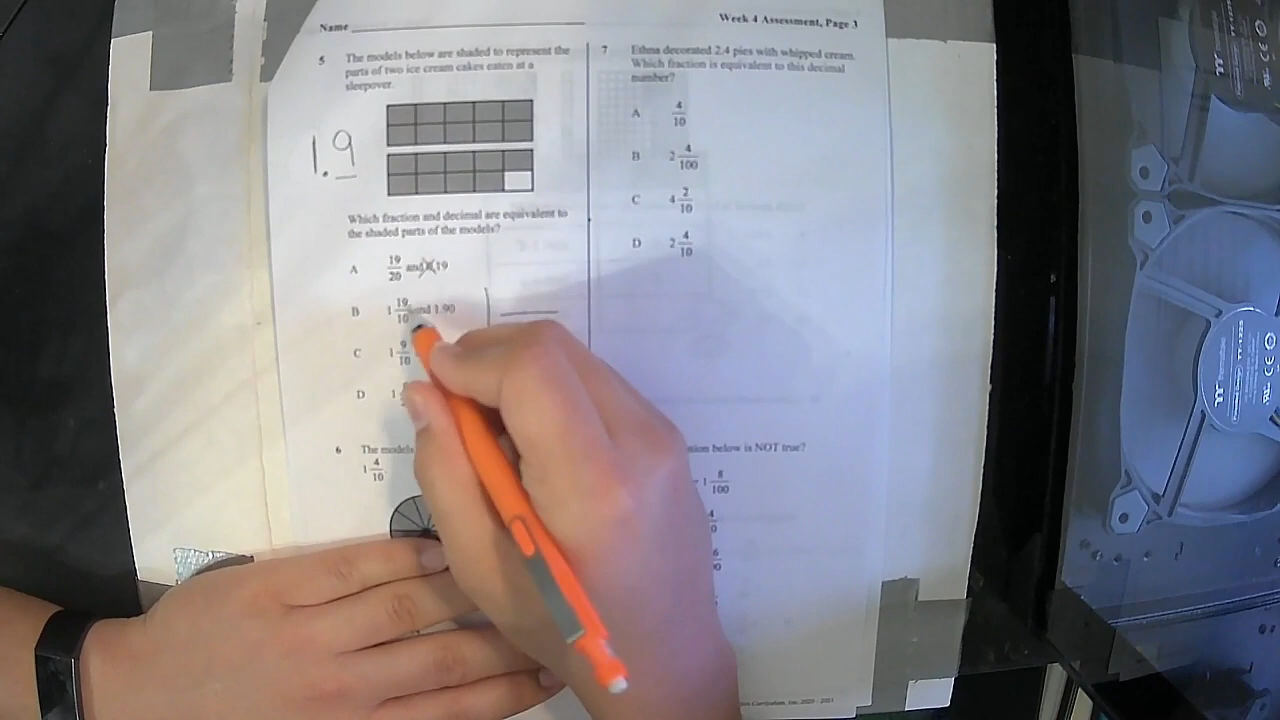 Name
Week 4 Assessment, Page 3
5 The models below are shaded to represent the
parts of two ice cream cakes eaten at a
sleepover.
1.9
Which fraction and decimal are equivalent to
the shaded parts of the models?
A 19/20 and 19
B 1 19/10 and 1.90
C 1 9/10
D 1
6 The models
1 4/10
7 Ethna decorated 2.4 pies with whipped cream.
Which fraction is equivalent to this decimal
number?
A 4/10
B 2 4/100
C 4 2/10
D 2 4/10
below is NOT true?
1 8/100
Curriculum, Inc. 2020 - 2021